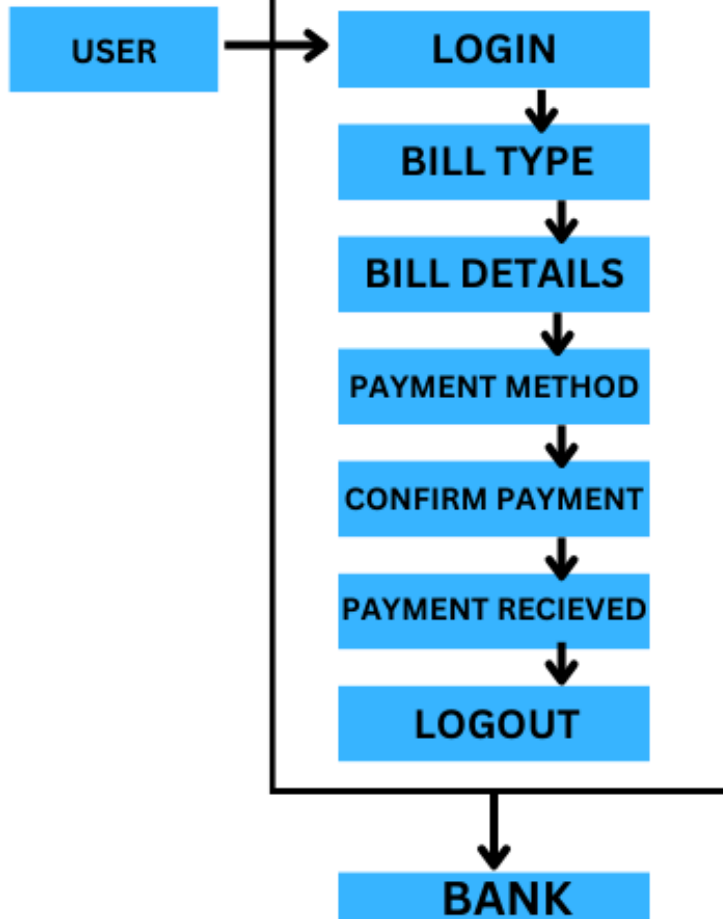 USER
LOGIN
BILL TYPE
BILL DETAILS
PAYMENT METHOD
CONFIRM PAYMENT
PAYMENT RECIEVED
LOGOUT
BANK